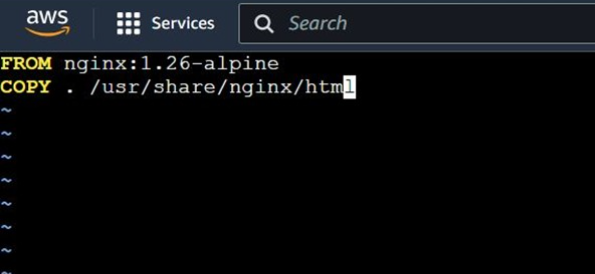 aws Services Search
FROM nginx:1.26-alpine
COPY . /usr/share/nginx/html
~
~
~
~
~
~
~
~